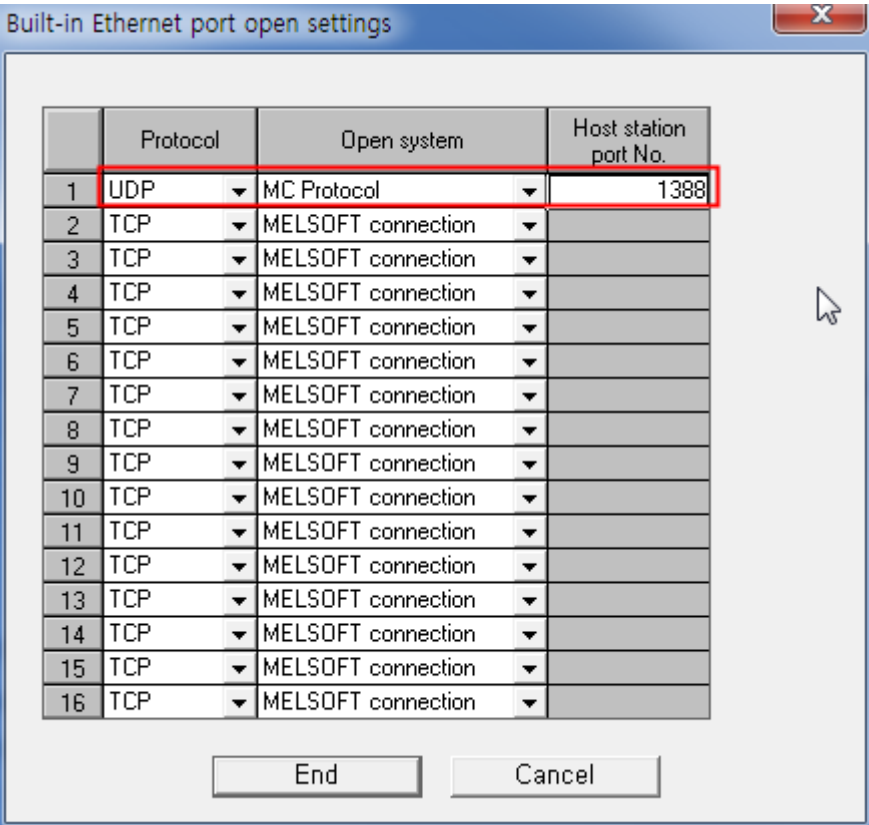 Built-in Ethernet port open settings
Protocol Open system Host station port No.
1 UDP MC Protocol 1388
2 TCP MELSOFT connection
3 TCP MELSOFT connection
4 TCP MELSOFT connection
5 TCP MELSOFT connection
6 TCP MELSOFT connection
7 TCP MELSOFT connection
8 TCP MELSOFT connection
9 TCP MELSOFT connection
10 TCP MELSOFT connection
11 TCP MELSOFT connection
12 TCP MELSOFT connection
13 TCP MELSOFT connection
14 TCP MELSOFT connection
15 TCP MELSOFT connection
16 TCP MELSOFT connection
End Cancel